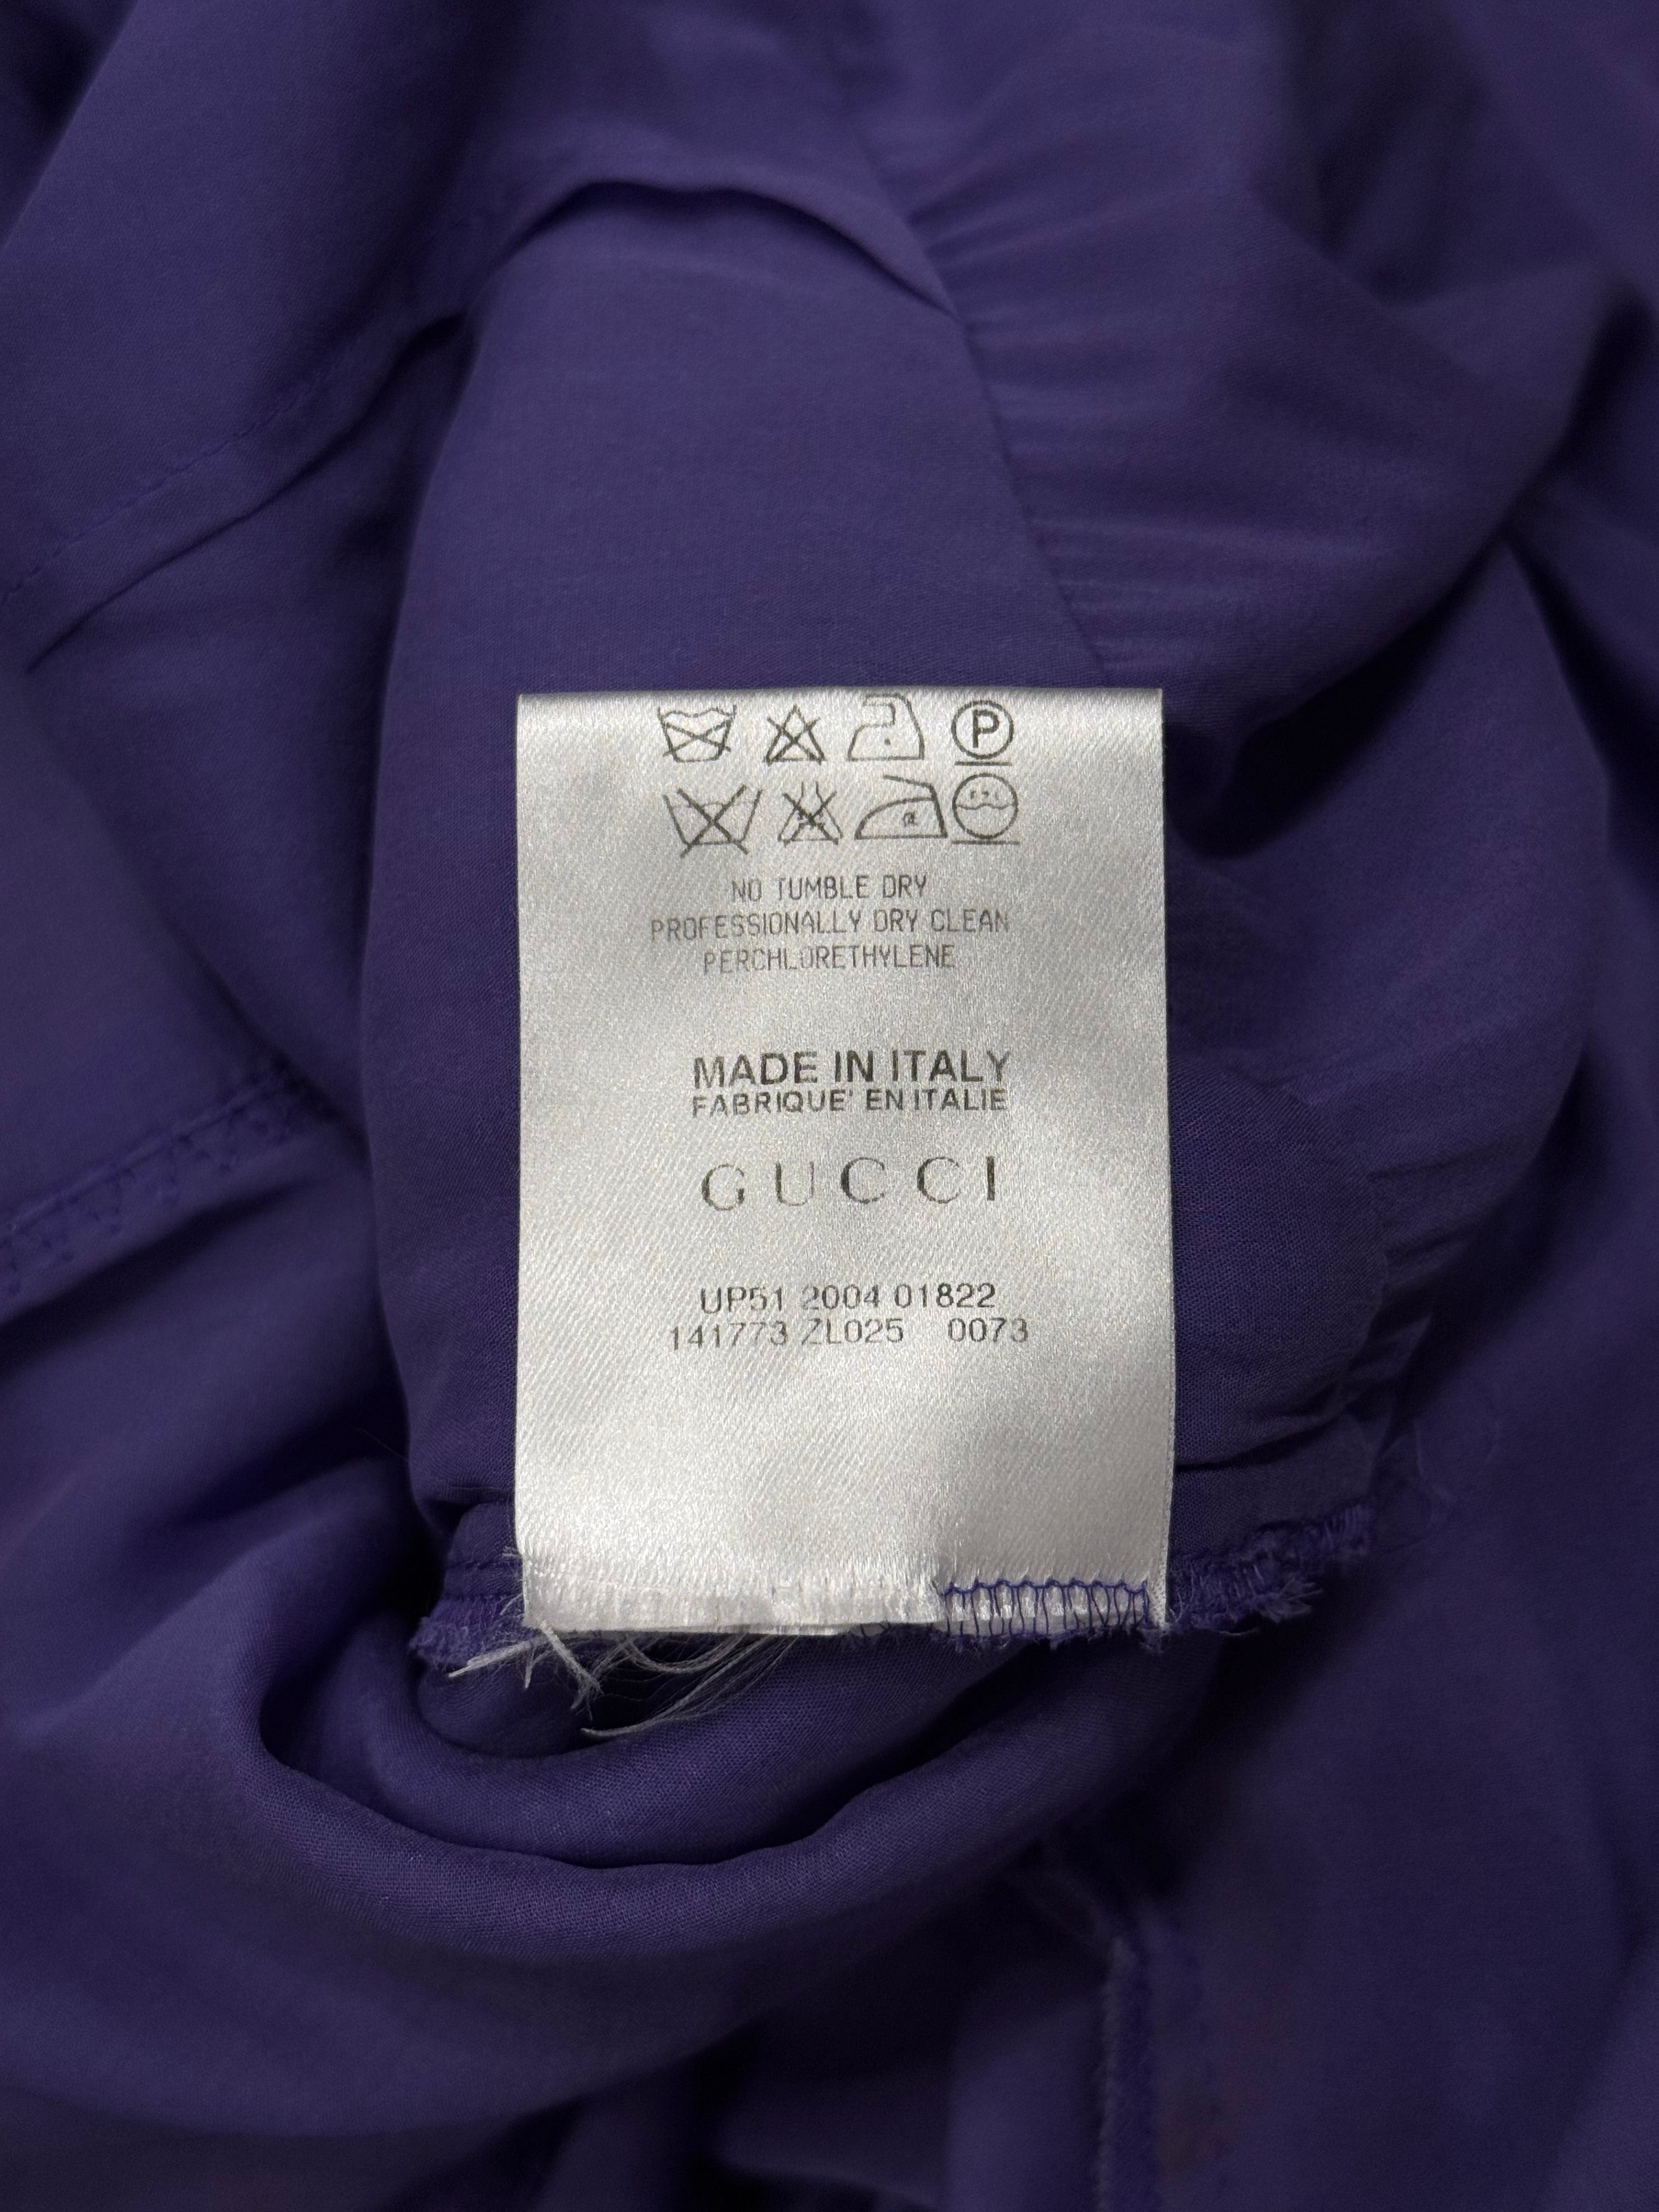 P
NO TUMBLE DRY
PROFESSIONALLY DRY CLEAN
PERCHLORETHYLENE
MADE IN ITALY
FABRIQUE' EN ITALIE
GUCCI
UP51 2004 01822
141773 ZL025 0073